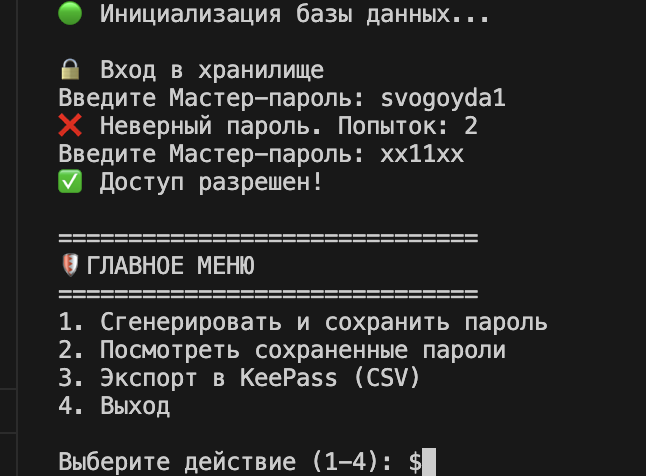 🟢 Инициализация базы данных...
🔒 Вход в хранилище
Введите Мастер-пароль: svogoyda1
❌ Неверный пароль. Попыток: 2
Введите Мастер-пароль: xx11xx
✅ Доступ разрешен!
==============================
🛡️ГЛАВНОЕ МЕНЮ
==============================
1. Сгенерировать и сохранить пароль
2. Посмотреть сохраненные пароли
3. Экспорт в KeePass (CSV)
4. Выход
Выберите действие (1-4): $